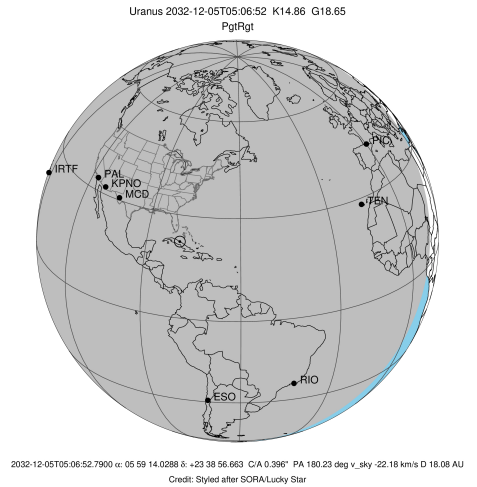 Uranus 2032-12-05T05:06:52 K14.86 G18.65
PgtRgt
PIC
IRTF
PAL
KPNO
MCD
TEN
RIO
ESO
2032-12-05T05:06:52.7900 α: 05 59 14.0288 δ: +23 38 56.663 C/A 0.396" PA 180.23 deg v_sky -22.18 km/s D 18.08 AU
Credit: Styled after SORA/Lucky Star